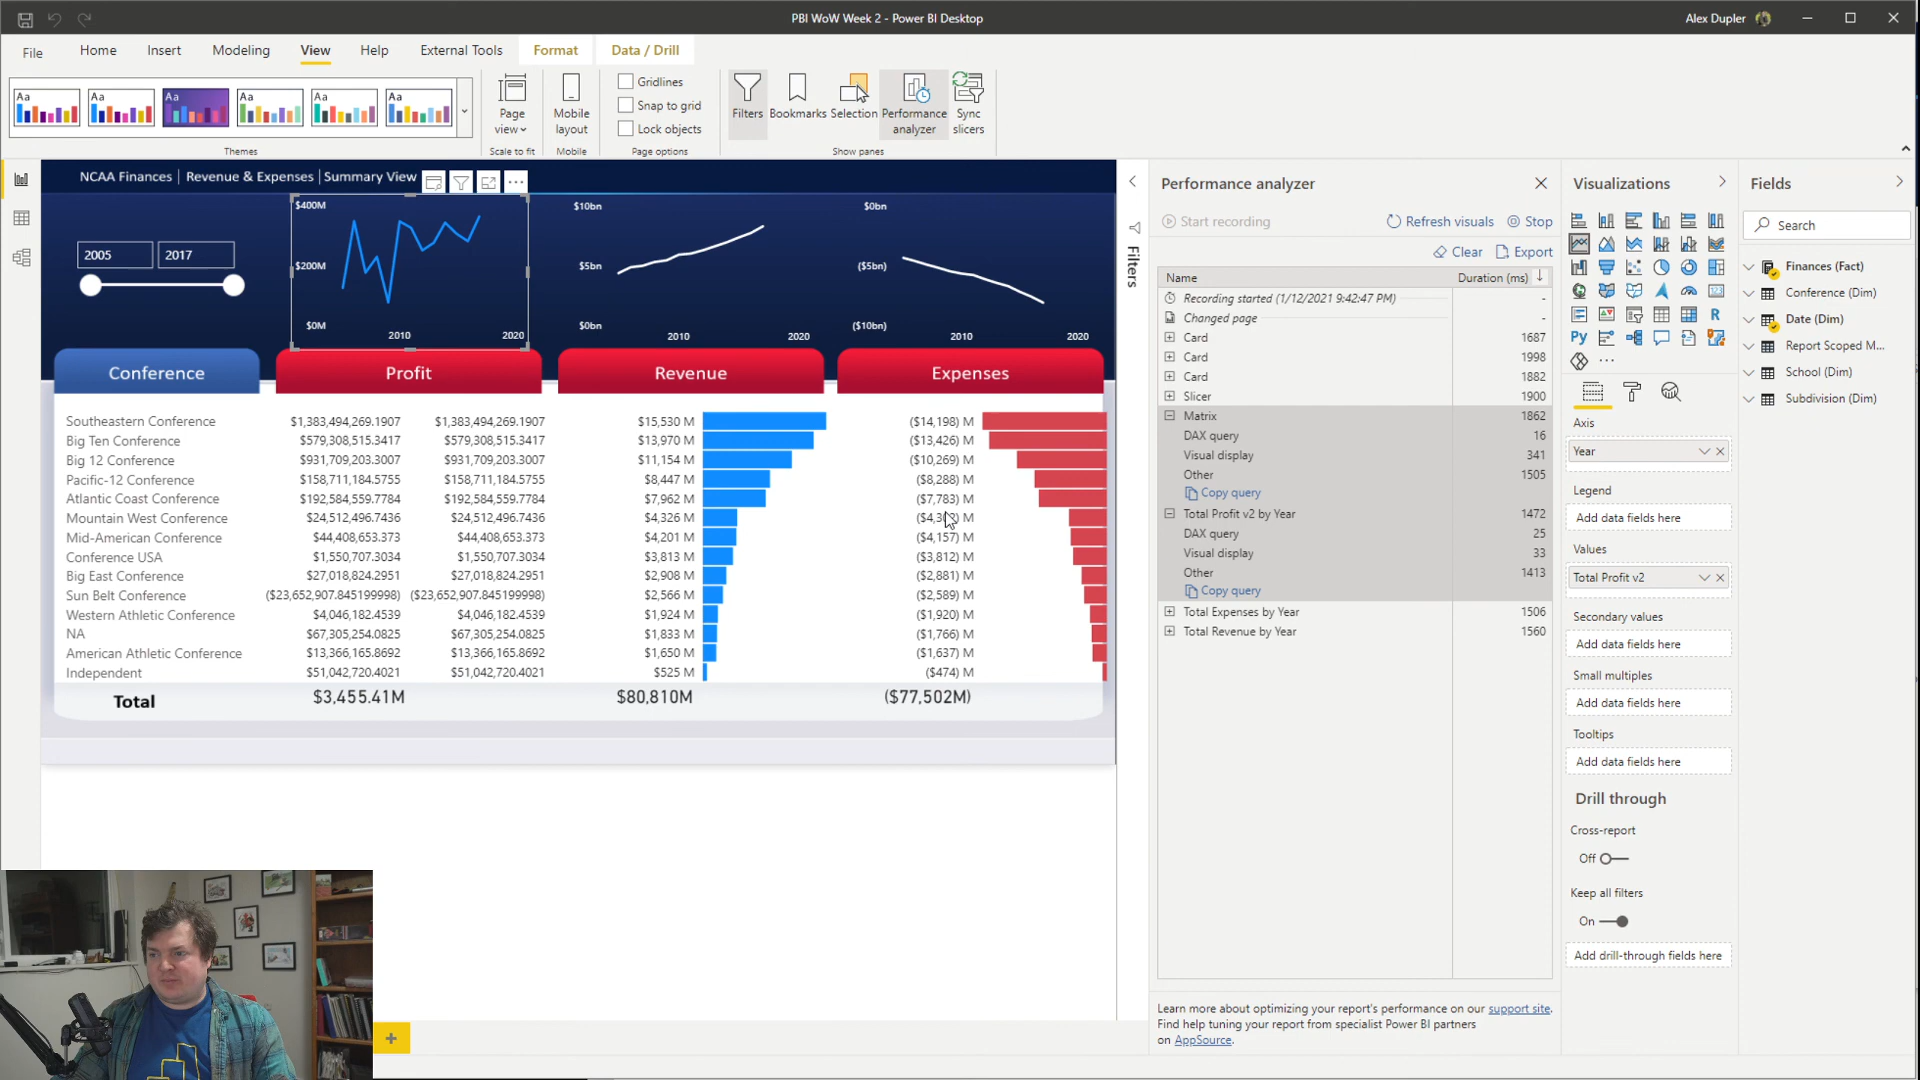 PBI WoW Week 2 - Power BI Desktop
Alex Dupler
File Home Insert Modeling View Help External Tools Format Data / Drill
Aa Aa Aa Aa Aa Aa
Page view
Mobile layout
Gridlines
Snap to grid
Lock objects
Filters Bookmarks Selection Performance analyzer Sync slicers
Themes Scale to fit Mobile Page options Show panes
NCAA Finances | Revenue & Expenses | Summary View
2005 2017
$400M
$200M
$0M
2010 2020
$10bn
$5bn
$0bn
2010 2020
$0bn
($5bn)
($10bn)
2010 2020
Conference Profit Revenue Expenses
Southeastern Conference $1,383,494,269.1907 $1,383,494,269.1907 $15,530 M ($14,198) M
Big Ten Conference $579,308,515.3417 $579,308,515.3417 $13,970 M ($13,426) M
Big 12 Conference $931,709,203.3007 $931,709,203.3007 $11,154 M ($10,269) M
Pacific-12 Conference $158,711,184.5755 $158,711,184.5755 $8,447 M ($8,288) M
Atlantic Coast Conference $192,584,559.7784 $192,584,559.7784 $7,962 M ($7,783) M
Mountain West Conference $24,512,496.7436 $24,512,496.7436 $4,326 M M
Mid-American Conference $44,408,653.373 $44,408,653.373 $4,201 M ($4,157) M
Conference USA $1,550,707.3034 $1,550,707.3034 $3,813 M ($3,812) M
Big East Conference $27,018,824.2951 $27,018,824.2951 $2,908 M ($2,881) M
Sun Belt Conference ($23,652,907.845199998) ($23,652,907.845199998) $2,566 M ($2,589) M
Western Athletic Conference $4,046,182.4539 $4,046,182.4539 $1,924 M ($1,920) M
NA $67,305,254.0825 $67,305,254.0825 $1,833 M ($1,766) M
American Athletic Conference $13,366,165.8692 $13,366,165.8692 $1,650 M ($1,637) M
Independent $51,042,720.4021 $51,042,720.4021 $525 M ($474) M
Total $3,455.41M $80,810M ($77,502M)
Filters
Performance analyzer
Start recording Refresh visuals Stop
Clear Export
Name Duration (ms)
Recording started (1/12/2021 9:42:47 PM) -
Changed page -
Card 1687
Card 1998
Card 1882
Slicer 1900
Matrix 1862
DAX query 16
Visual display 341
Other 1505
Copy query
Total Profit v2 by Year 1472
DAX query 25
Visual display 33
Other 1413
Copy query
Total Expenses by Year 1506
Total Revenue by Year 1560
Learn more about optimizing your report's performance on our support site.
Find help tuning your report from specialist Power BI partners
on AppSource.
Visualizations
R
Py
Axis
Year
Legend
Add data fields here
Values
Total Profit v2
Secondary values
Add data fields here
Small multiples
Add data fields here
Tooltips
Add data fields here
Drill through
Cross-report
Off
Keep all filters
On
Add drill-through fields here
Fields
Search
Finances (Fact)
Conference (Dim)
Date (Dim)
Report Scoped M...
School (Dim)
Subdivision (Dim)